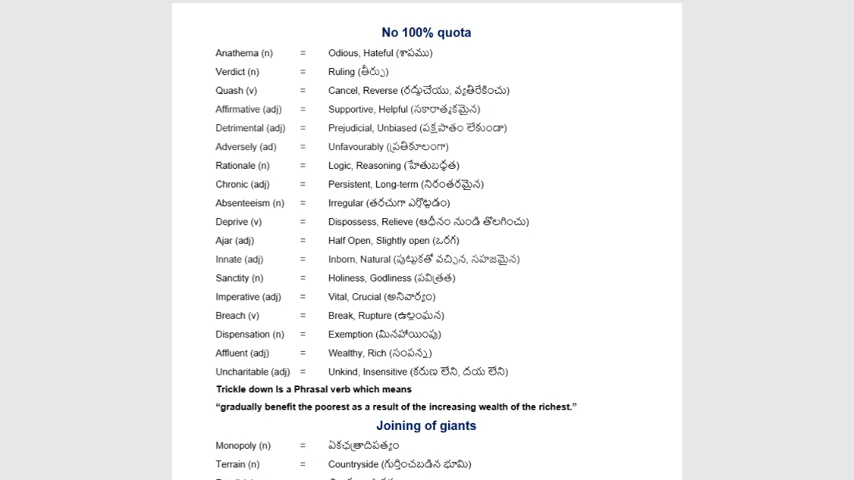 No 100% quota
Anathema (n) = Odious, Hateful (శాపము)
Verdict (n) = Ruling (తీర్పు)
Quash (v) = Cancel, Reverse (రద్దుచేయు, వ్యతిరేకించు)
Affirmative (adj) = Supportive, Helpful (సకారాత్మకమైన)
Detrimental (adj) = Prejudicial, Unbiased (పక్షపాతం లేకుండా)
Adversely (ad) = Unfavourably (ప్రతికూలంగా)
Rationale (n) = Logic, Reasoning (హేతుబద్ధత)
Chronic (adj) = Persistent, Long-term (నిరంతరమైన)
Absenteeism (n) = Irregular (తరచుగా ఎగ్గొట్టడం)
Deprive (v) = Dispossess, Relieve (ఆధీనం నుండి తొలగించు)
Ajar (adj) = Half Open, Slightly open (ఒరగ)
Innate (adj) = Inborn, Natural (పుట్టుకతో వచ్చిన, సహజమైన)
Sanctity (n) = Holiness, Godliness (పవిత్రత)
Imperative (adj) = Vital, Crucial (అనివార్యం)
Breach (v) = Break, Rupture (ఉల్లంఘన)
Dispensation (n) = Exemption (మినహాయింపు)
Affluent (adj) = Wealthy, Rich (సంపన్న)
Uncharitable (adj) = Unkind, Insensitive (కరుణ లేని, దయ లేని)
Trickle down Is a Phrasal verb which means
“gradually benefit the poorest as a result of the increasing wealth of the richest.”
Joining of giants
Monopoly (n) = ఏకఛత్రాదిపత్యం
Terrain (n) = Countryside (గుర్తించబడిన భూమి)